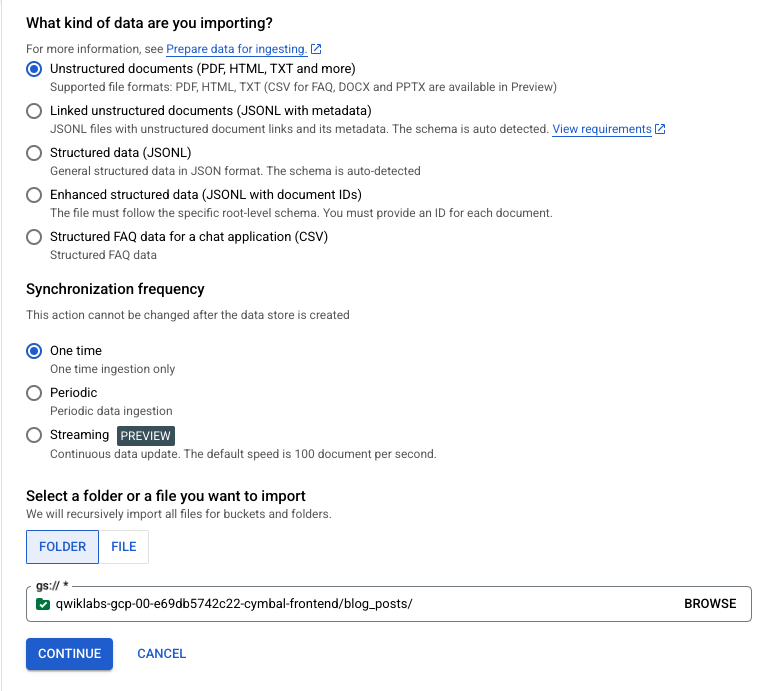 What kind of data are you importing?
For more information, see Prepare data for ingesting.
Unstructured documents (PDF, HTML, TXT and more)
Supported file formats: PDF, HTML, TXT (CSV for FAQ, DOCX and PPTX are available in Preview)
Linked unstructured documents (JSONL with metadata)
JSONL files with unstructured document links and its metadata. The schema is auto detected. View requirements
Structured data (JSONL)
General structured data in JSON format. The schema is auto-detected
Enhanced structured data (JSONL with document IDs)
The file must follow the specific root-level schema. You must provide an ID for each document.
Structured FAQ data for a chat application (CSV)
Structured FAQ data
Synchronization frequency
This action cannot be changed after the data store is created
One time
One time ingestion only
Periodic
Periodic data ingestion
Streaming PREVIEW
Continuous data update. The default speed is 100 document per second.
Select a folder or a file you want to import
We will recursively import all files for buckets and folders.
FOLDER FILE
gs:// *
qwiklabs-gcp-00-e69db5742c22-cymbal-frontend/blog_posts/ BROWSE
CONTINUE CANCEL